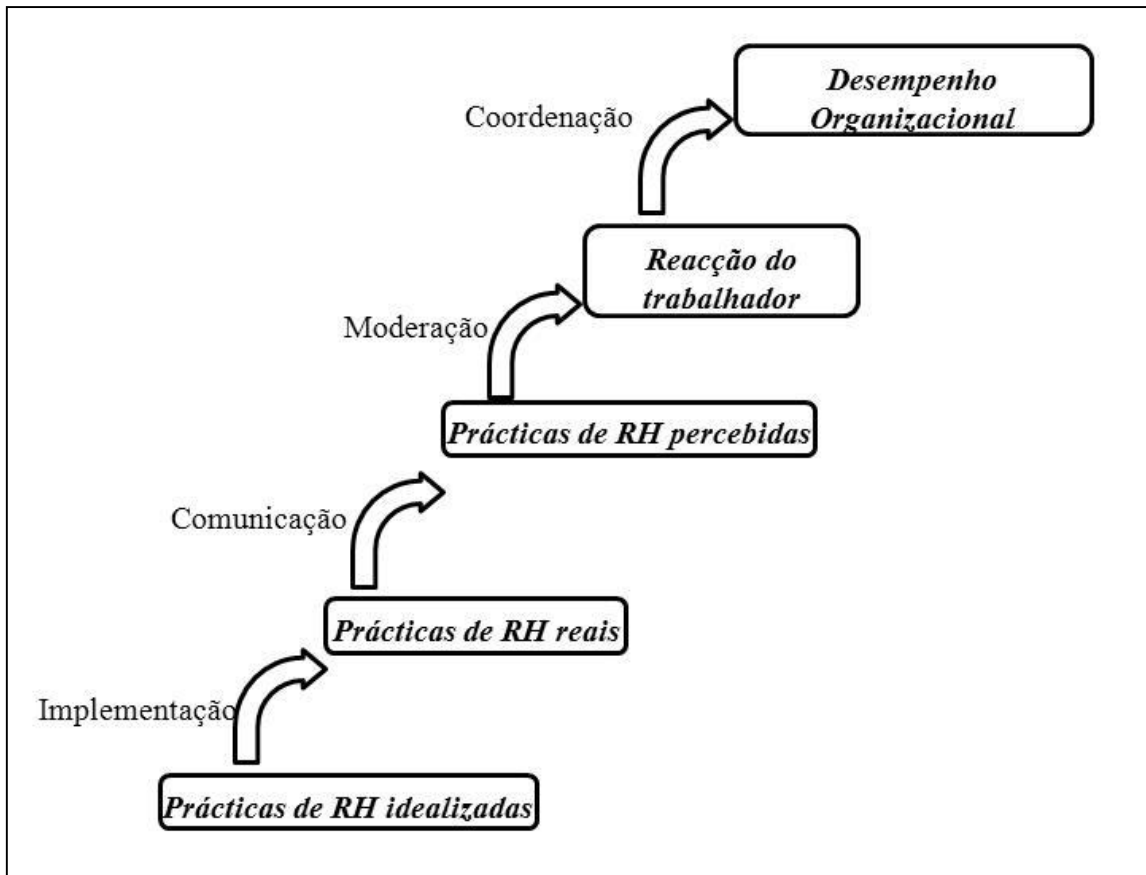 Desempenho
Organizacional
Coordenação
Reacção do
trabalhador
Moderação
Prácticas de RH percebidas
Comunicação
Prácticas de RH reais
Implementação
Prácticas de RH idealizadas